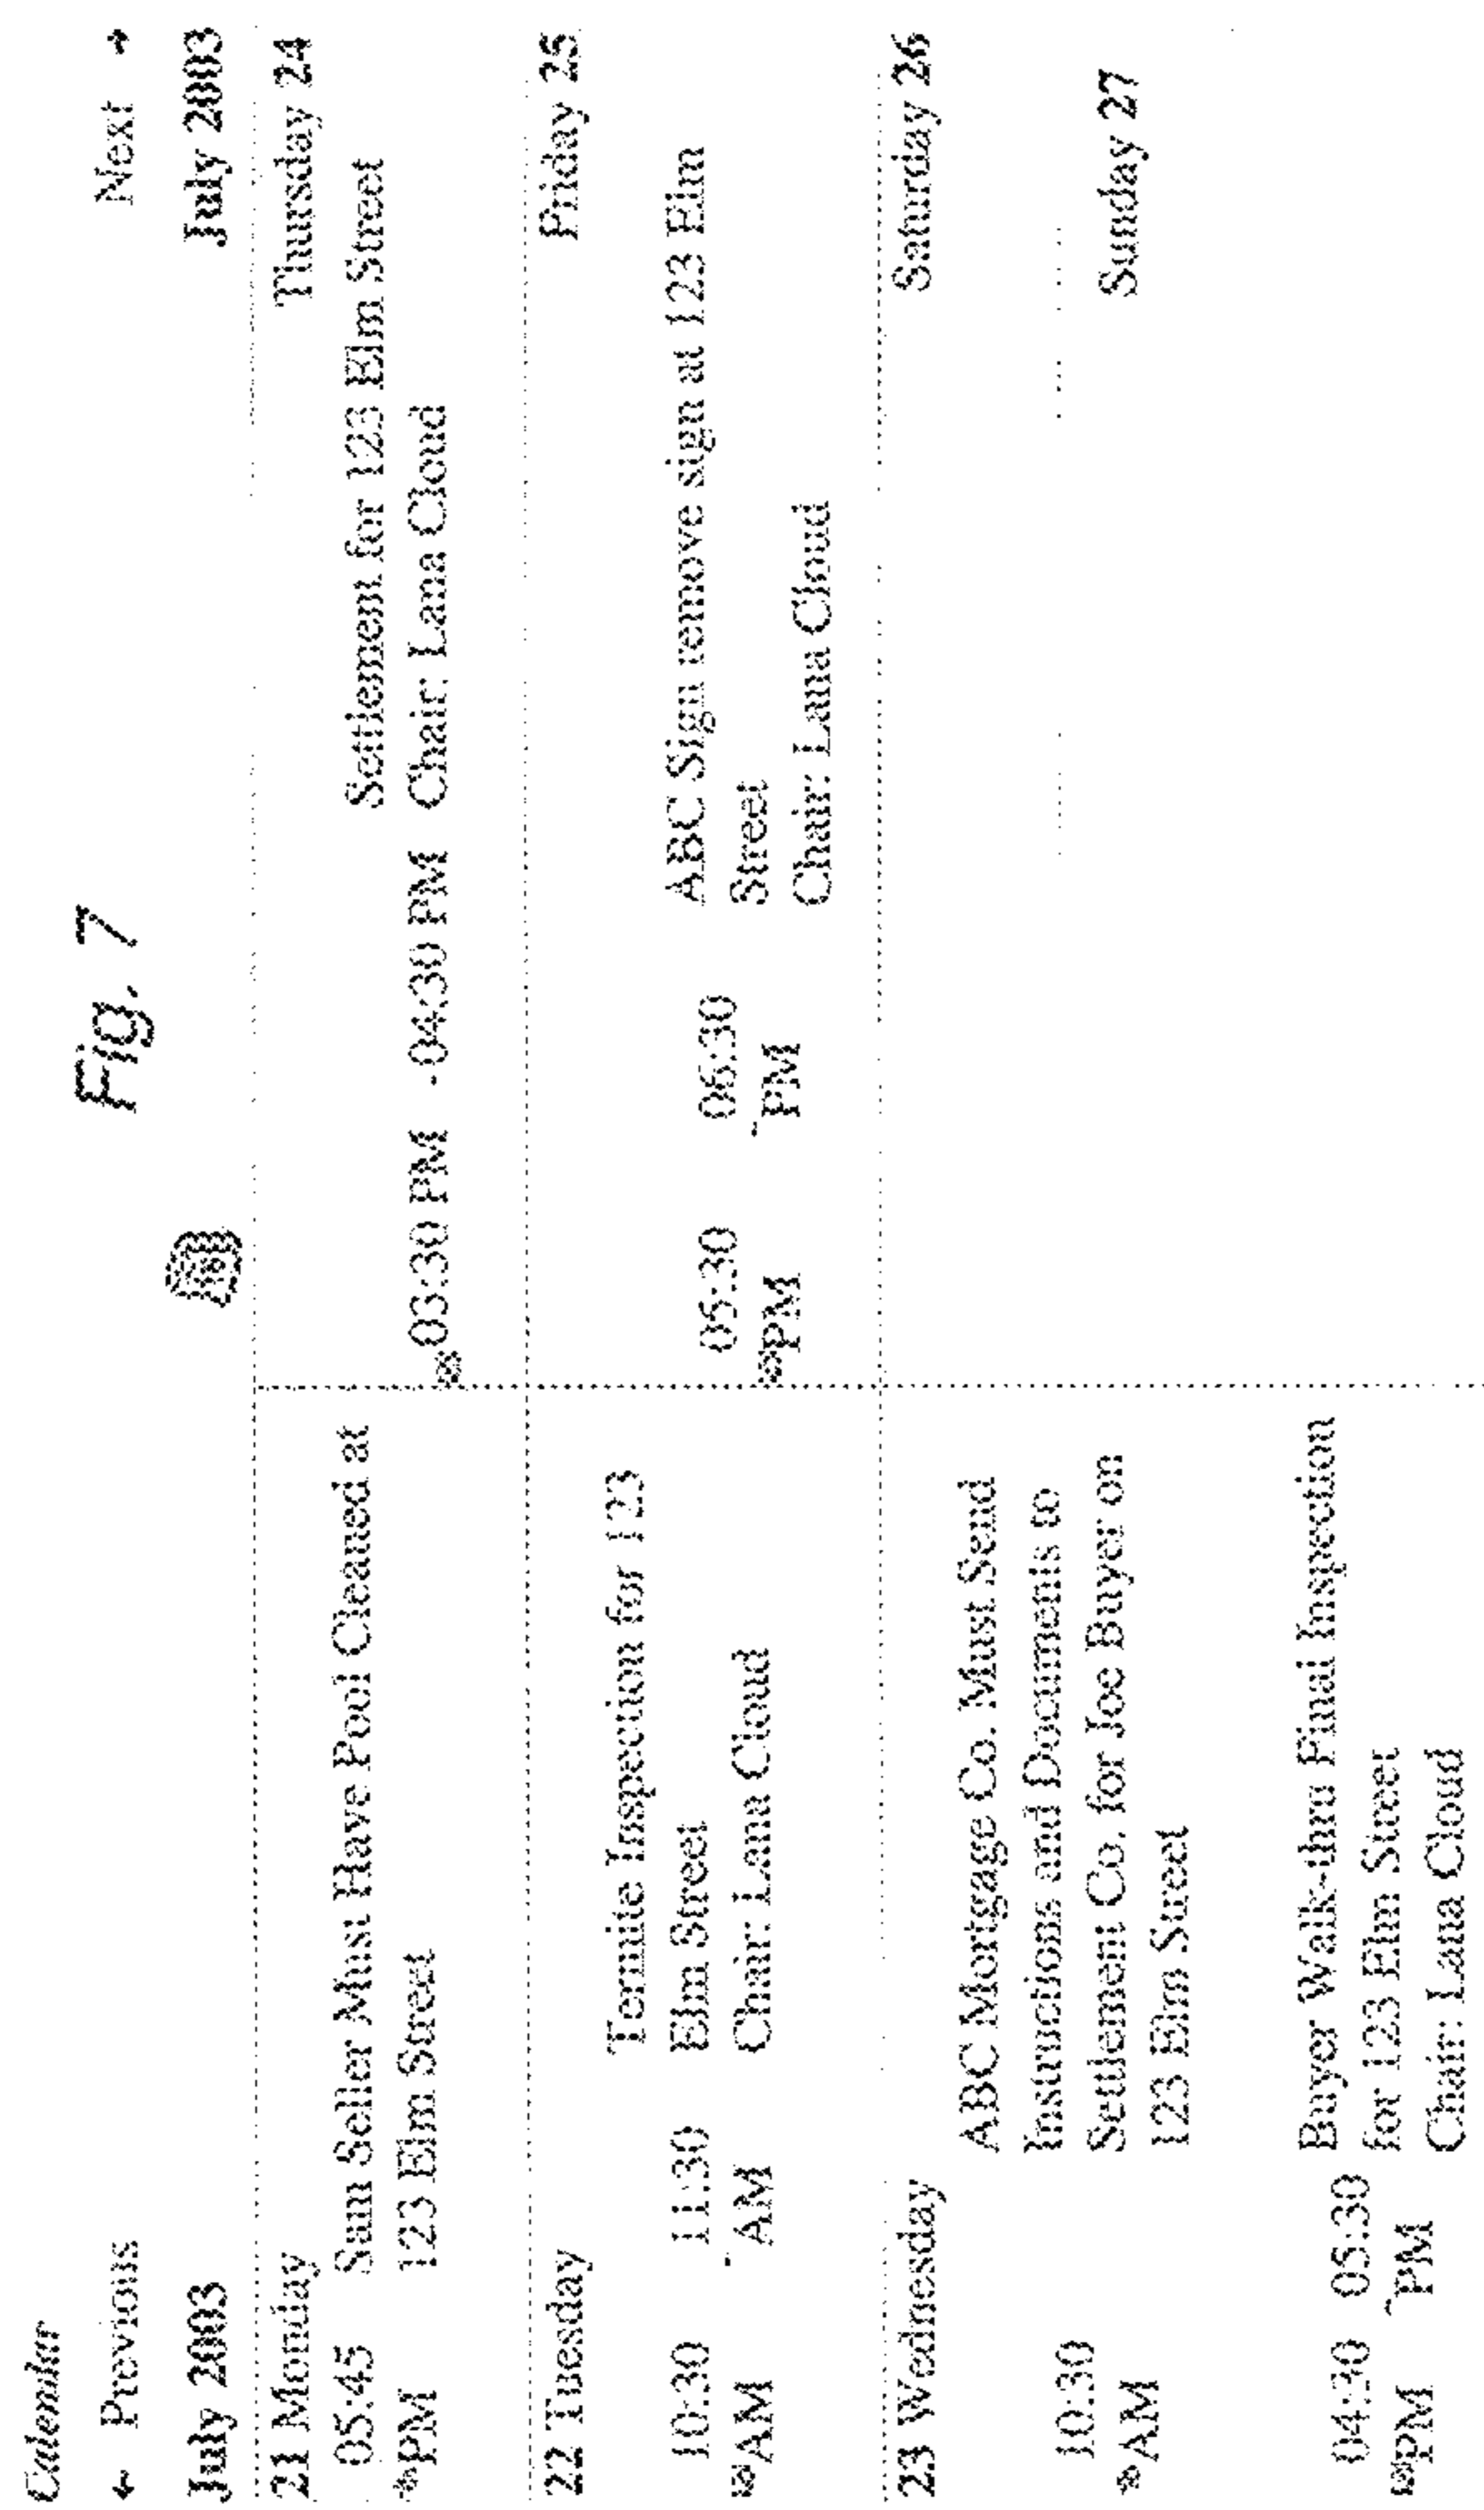 Fig. 7
Calendar
← Previous
Next →
July 2003
July 2003
21 Monday
05:45 PM
Sam Seller Must Have Pool Cleaned at
123 Elm Street
22 Tuesday
10:30 AM - 11:30 AM
Termite Inspection for 123
Elm Street
Chair: Lana Cloud
23 Wednesday
10:30 AM
ABC Mortgage Co. Must Send
Instructions and Documents to
Settlement Co. for Joe Buyer on
123 Elm Street
04:30 PM - 05:30 PM
Buyer Walk-thru Final Inspection
for 123 Elm Street
Chair: Lana Cloud
Thursday 24
Settlement for 123 Elm Street
03:30 PM - 04:30 PM Chair: Lana Cloud
Friday 25
05:30 PM - 06:30 PM
ABC Sign remove sign at 123 Elm
Street
Chair: Lana Cloud
Saturday 26
Sunday 27